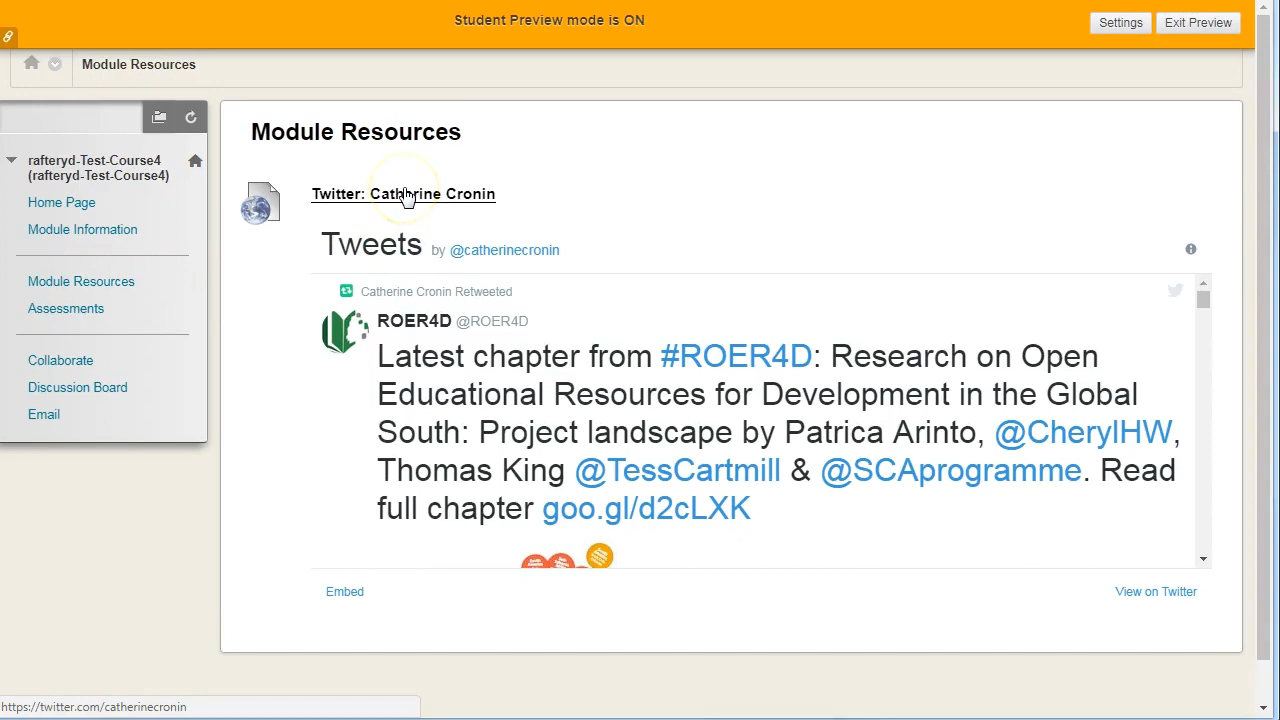 Student Preview mode is ON
Settings
Exit Preview
Module Resources
rafteryd-Test-Course4
(rafteryd-Test-Course4)
Home Page
Module Information
Module Resources
Assessments
Collaborate
Discussion Board
Email
Module Resources
Twitter: Catherine Cronin
Tweets by @catherinecronin
Catherine Cronin Retweeted
ROER4D @ROER4D
Latest chapter from #ROER4D: Research on Open
Educational Resources for Development in the Global
South: Project landscape by Patrica Arinto, @CherylHW,
Thomas King @TessCartmill & @SCAprogramme. Read
full chapter goo.gl/d2cLXK
Embed
View on Twitter
https://twitter.com/catherinecronin